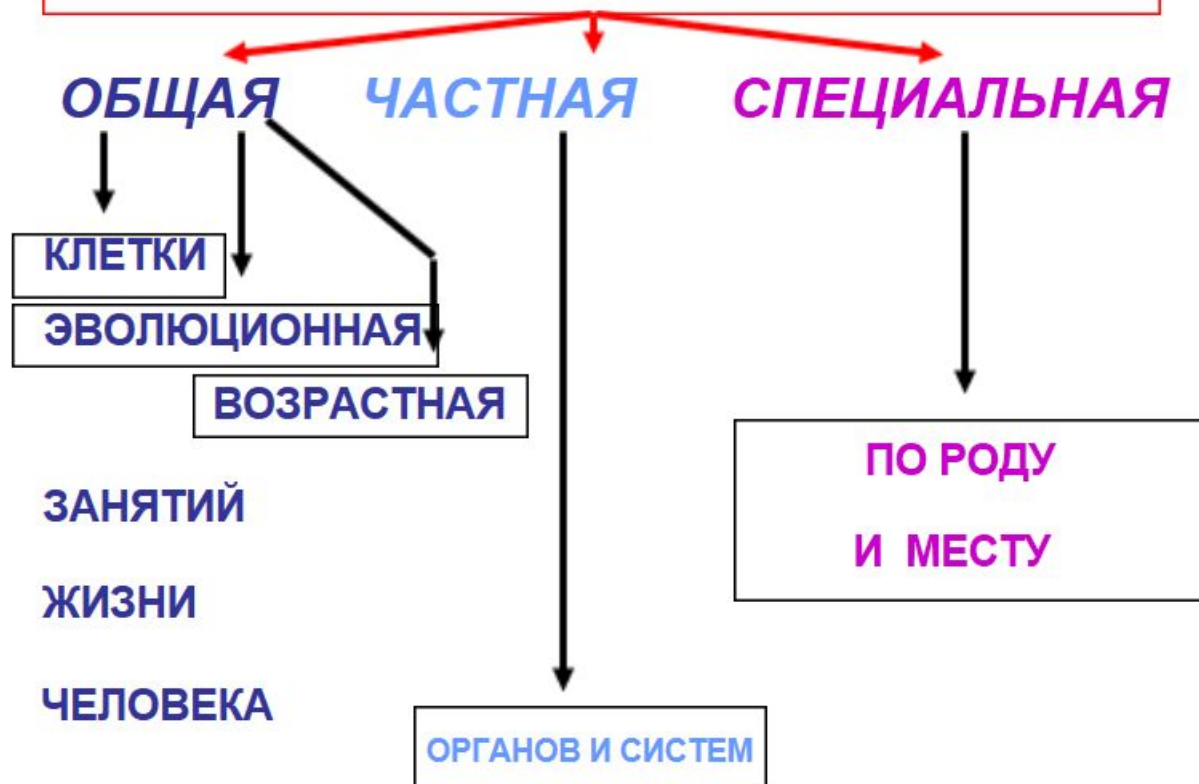 ОБЩАЯ ЧАСТНАЯ СПЕЦИАЛЬНАЯ
КЛЕТКИ
ЭВОЛЮЦИОННАЯ
ВОЗРАСТНАЯ
ПО РОДУ
И МЕСТУ
ЗАНЯТИЙ
ЖИЗНИ
ЧЕЛОВЕКА
ОРГАНОВ И СИСТЕМ